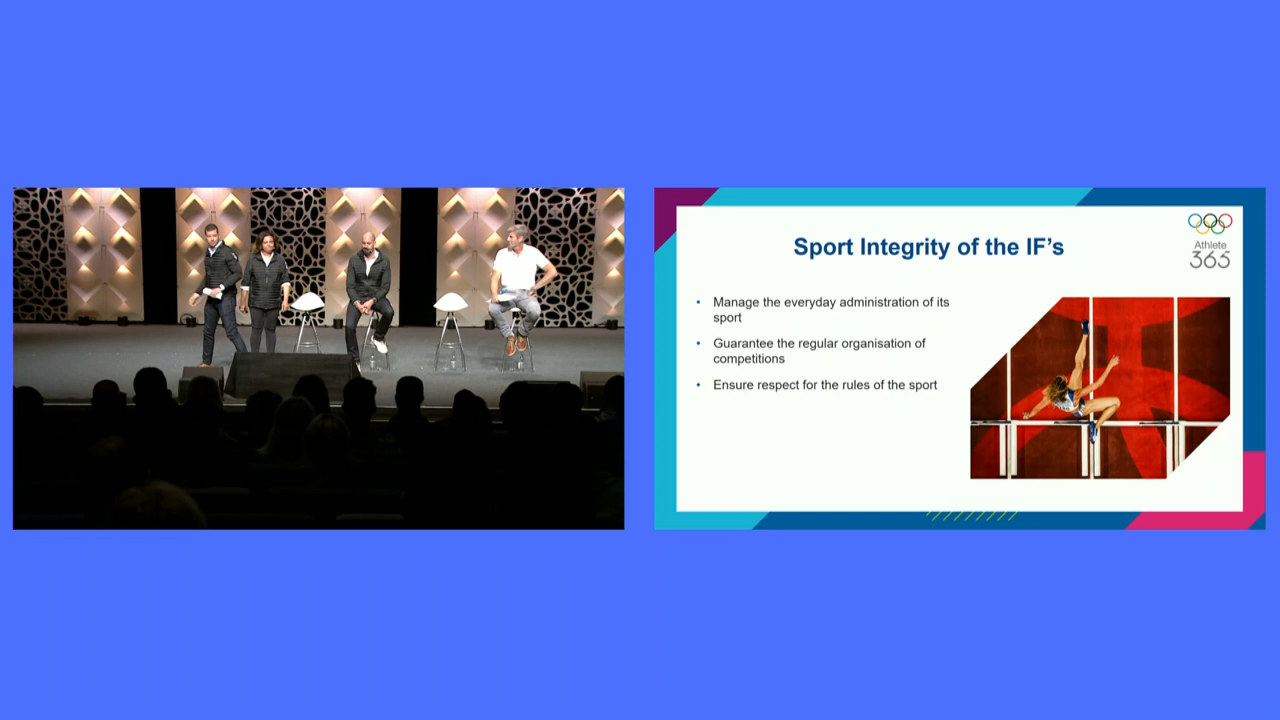 Sport Integrity of the IF's
Athlete
365
• Manage the everyday administration of its
sport
• Guarantee the regular organisation of
competitions
• Ensure respect for the rules of the sport